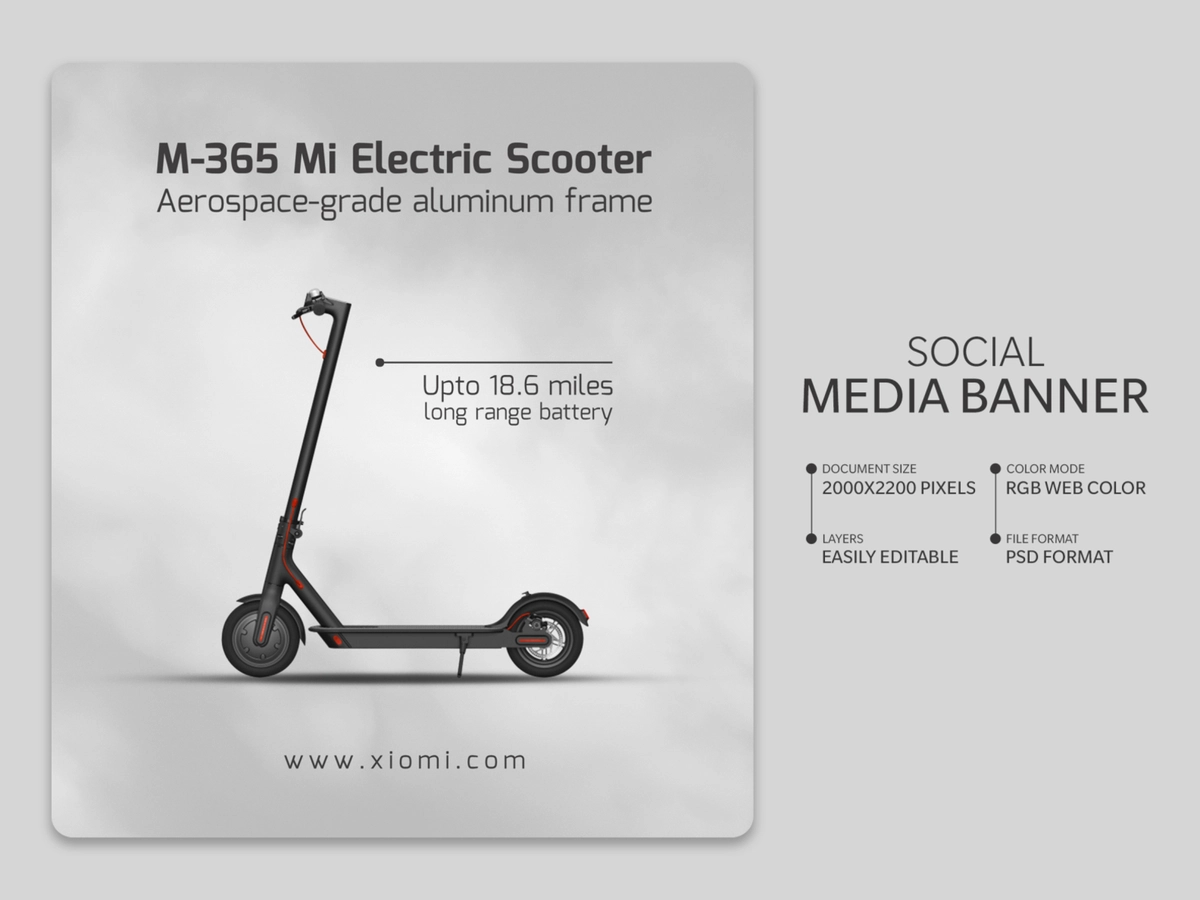 M-365 Mi Electric Scooter
Aerospace-grade aluminum frame
Upto 18.6 miles
long range battery
www.xiomi.com
SOCIAL
MEDIA BANNER
DOCUMENT SIZE
2000X2200 PIXELS
COLOR MODE
RGB WEB COLOR
LAYERS
EASILY EDITABLE
FILE FORMAT
PSD FORMAT